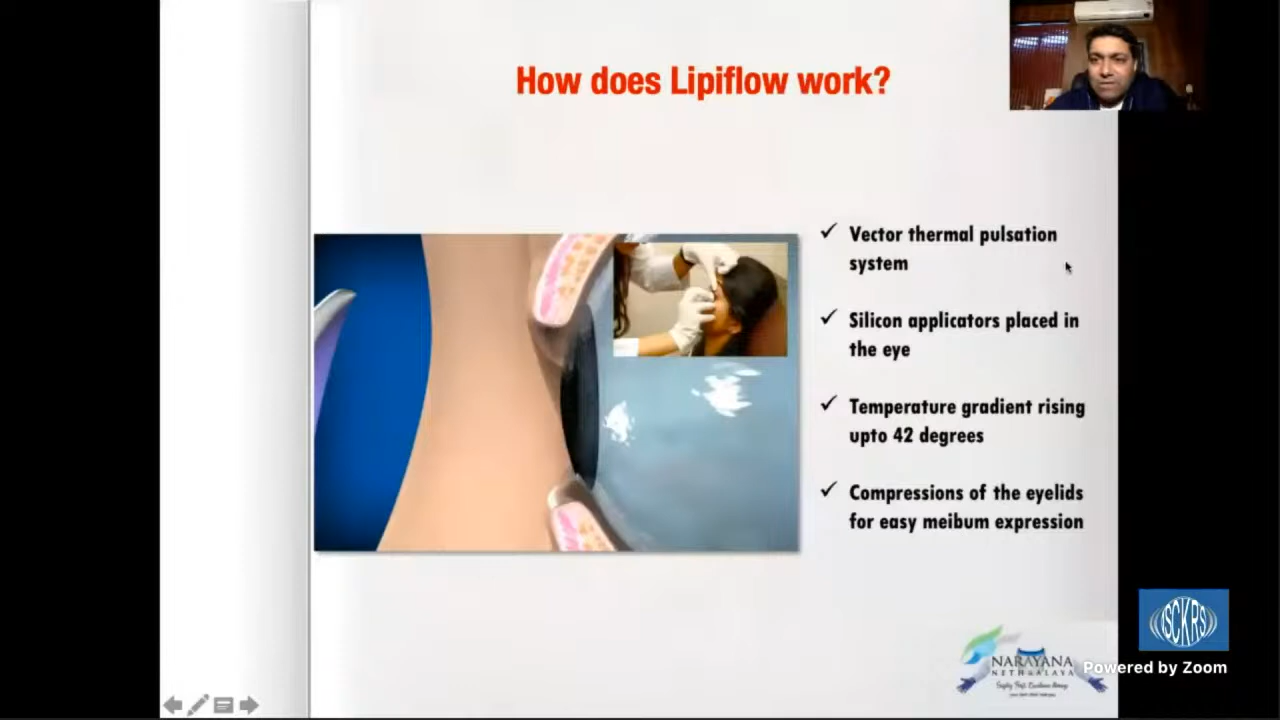 How does Lipiflow work?
✓ Vector thermal pulsation
system
✓ Silicon applicators placed in
the eye
✓ Temperature gradient rising
upto 42 degrees
✓ Compressions of the eyelids
for easy meibum expression
ISCKRS
NARAYANA
NETHRALAYA
Powered by Zoom